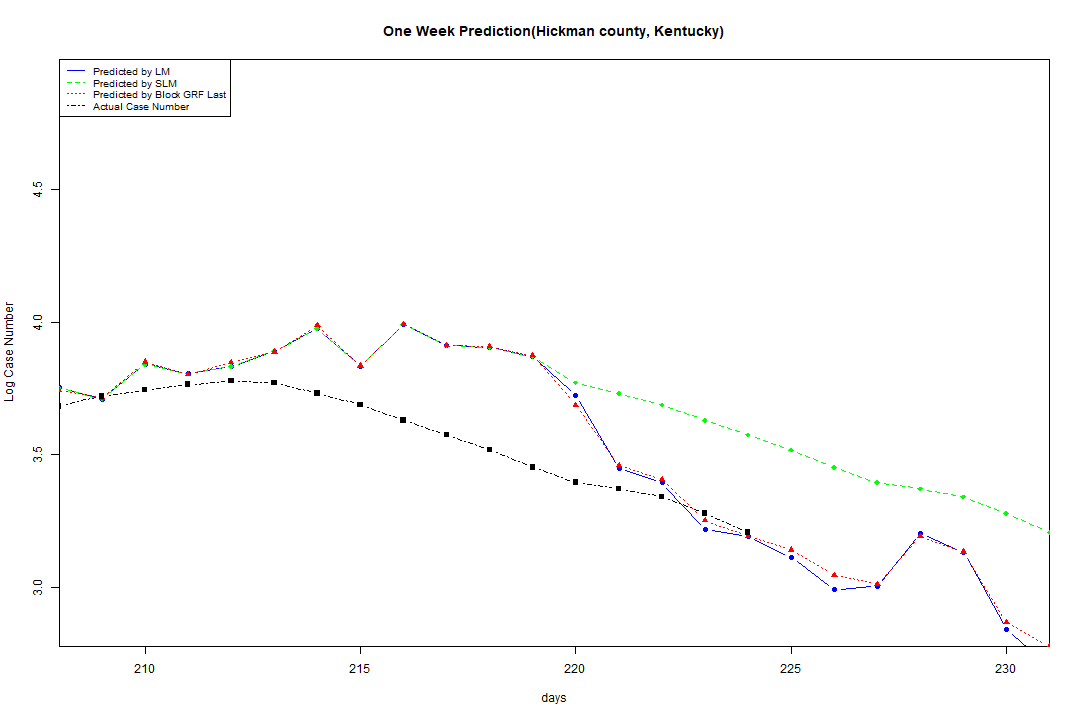 One Week Prediction(Hickman county, Kentucky)
Predicted by LM
Predicted by SLM
Predicted by Block GRF Last
Actual Case Number
4.5
4.0
3.5
3.0
Log Case Number
210 215 220 225 230
days